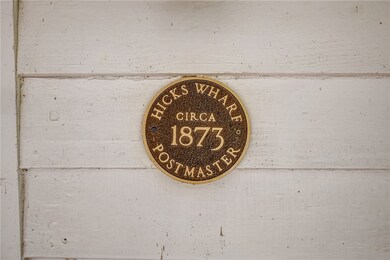 HICKS WHARF
CIRCA
1873
POSTMASTER